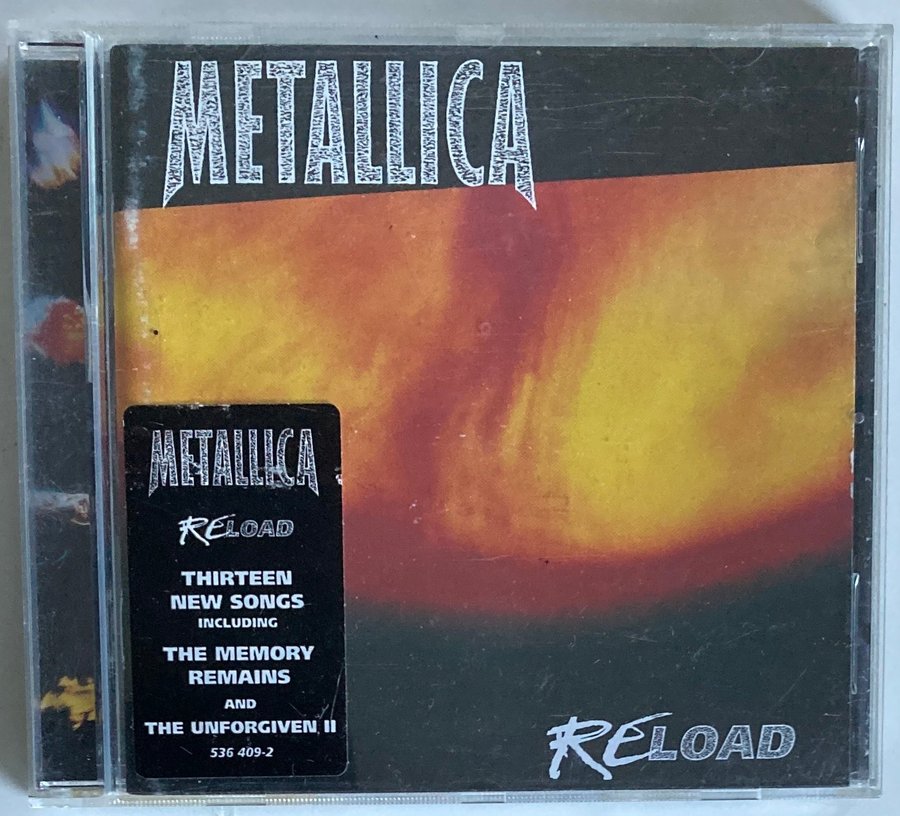 METALLICA
METALLICA
RELOAD
THIRTEEN
NEW SONGS
INCLUDING
THE MEMORY
REMAINS
AND
THE UNFORGIVEN II
536 409-2
RELOAD